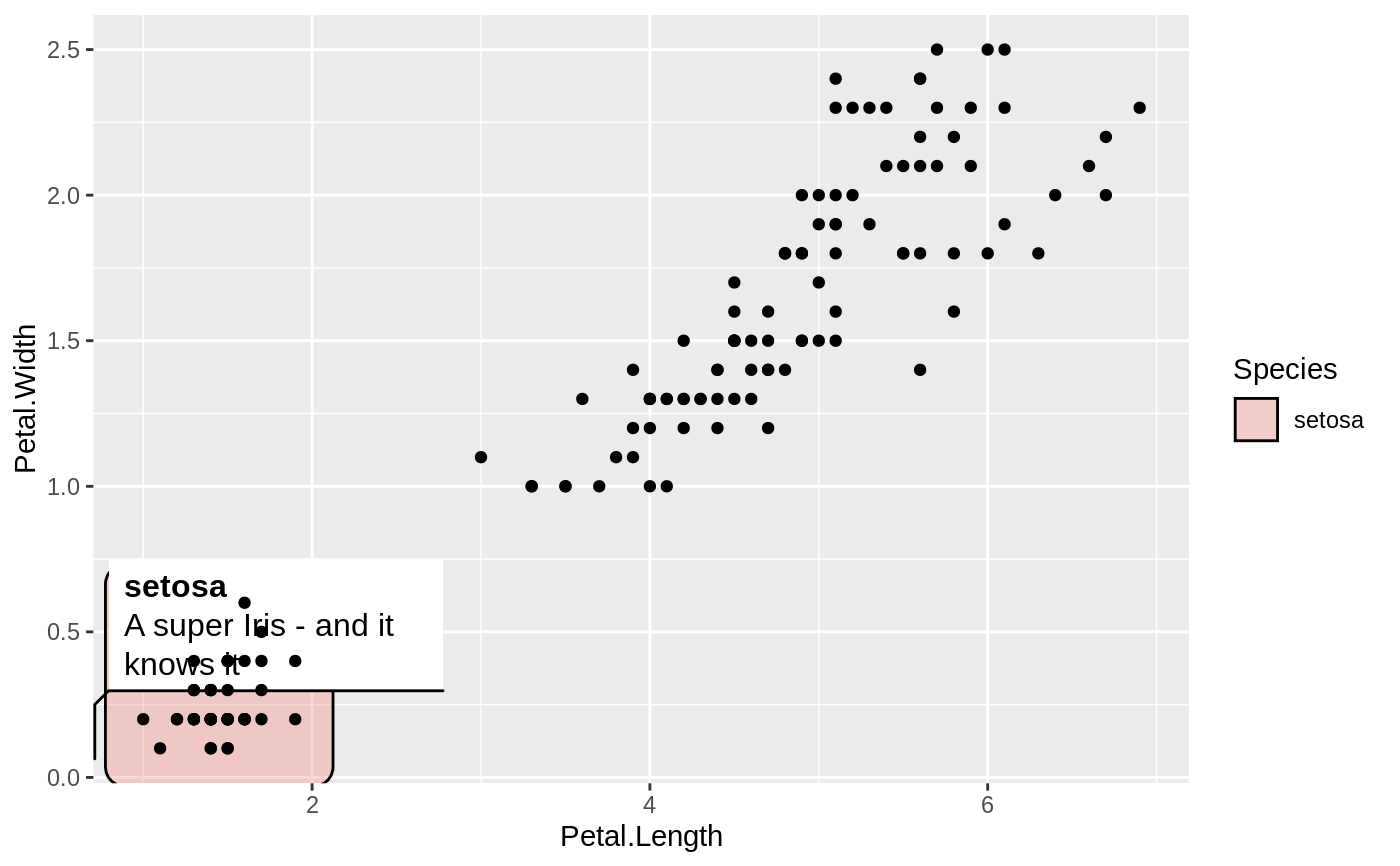 2.5
2.0
1.5
1.0
0.5
0.0
Petal.Width
setosa
A super Iris - and it
knows it
2
4
6
Petal.Length
Species
setosa